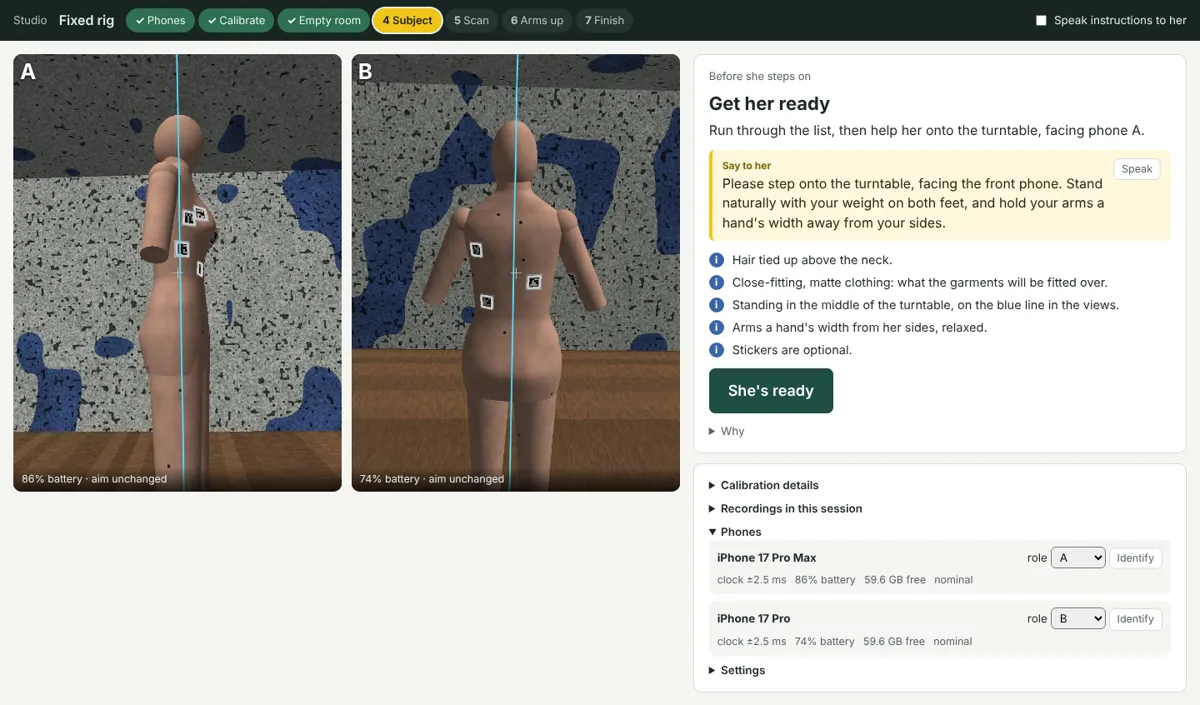 Studio Fixed rig ✓ Phones ✓ Calibrate ✓ Empty room 4 Subject 5 Scan 6 Arms up 7 Finish Speak instructions to her
A
86% battery · aim unchanged
B
74% battery · aim unchanged
Before she steps on
Get her ready
Run through the list, then help her onto the turntable, facing phone A.
Say to her
Speak
Please step onto the turntable, facing the front phone. Stand
naturally with your weight on both feet, and hold your arms a
hand's width away from your sides.
Hair tied up above the neck.
Close-fitting, matte clothing: what the garments will be fitted over.
Standing in the middle of the turntable, on the blue line in the views.
Arms a hand's width from her sides, relaxed.
Stickers are optional.
She's ready
Why
Calibration details
Recordings in this session
Phones
iPhone 17 Pro Max role A Identify
clock ±2.5 ms 86% battery 59.6 GB free nominal
iPhone 17 Pro role B Identify
clock ±2.5 ms 74% battery 59.6 GB free nominal
Settings